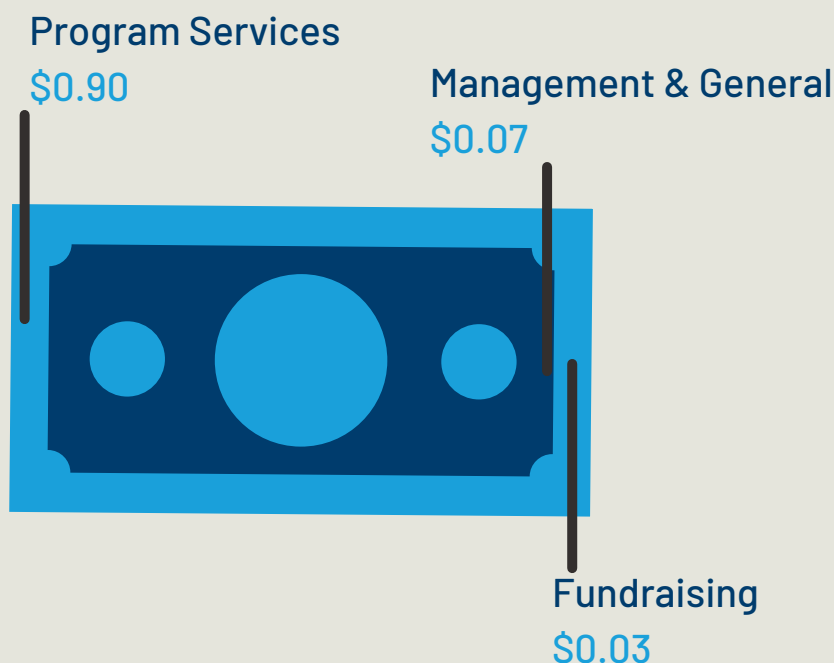 Program Services
$0.90
Management & General
$0.07
Fundraising
$0.03